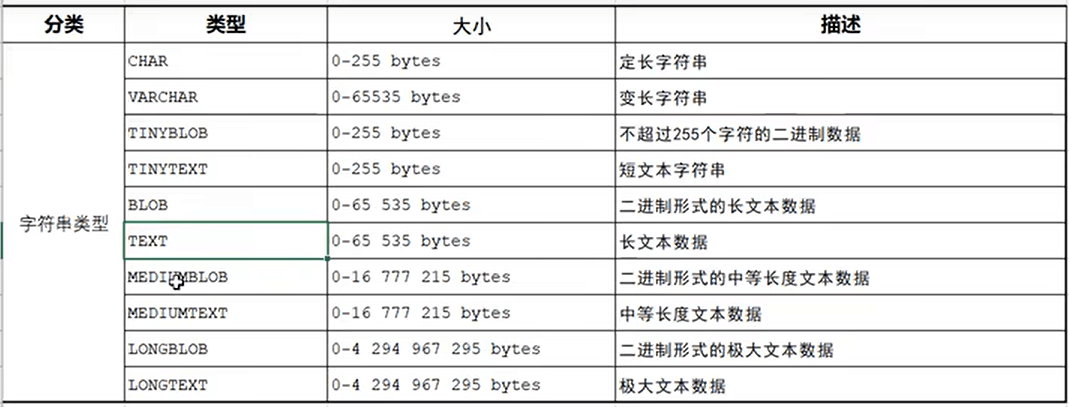 分类 类型 大小 描述
字符串类型
CHAR 0-255 bytes 定长字符串
VARCHAR 0-65535 bytes 变长字符串
TINYBLOB 0-255 bytes 不超过255个字符的二进制数据
TINYTEXT 0-255 bytes 短文本字符串
BLOB 0-65 535 bytes 二进制形式的长文本数据
TEXT 0-65 535 bytes 长文本数据
MEDIUMBLOB 0-16 777 215 bytes 二进制形式的中等长度文本数据
MEDIUMTEXT 0-16 777 215 bytes 中等长度文本数据
LONGBLOB 0-4 294 967 295 bytes 二进制形式的极大文本数据
LONGTEXT 0-4 294 967 295 bytes 极大文本数据